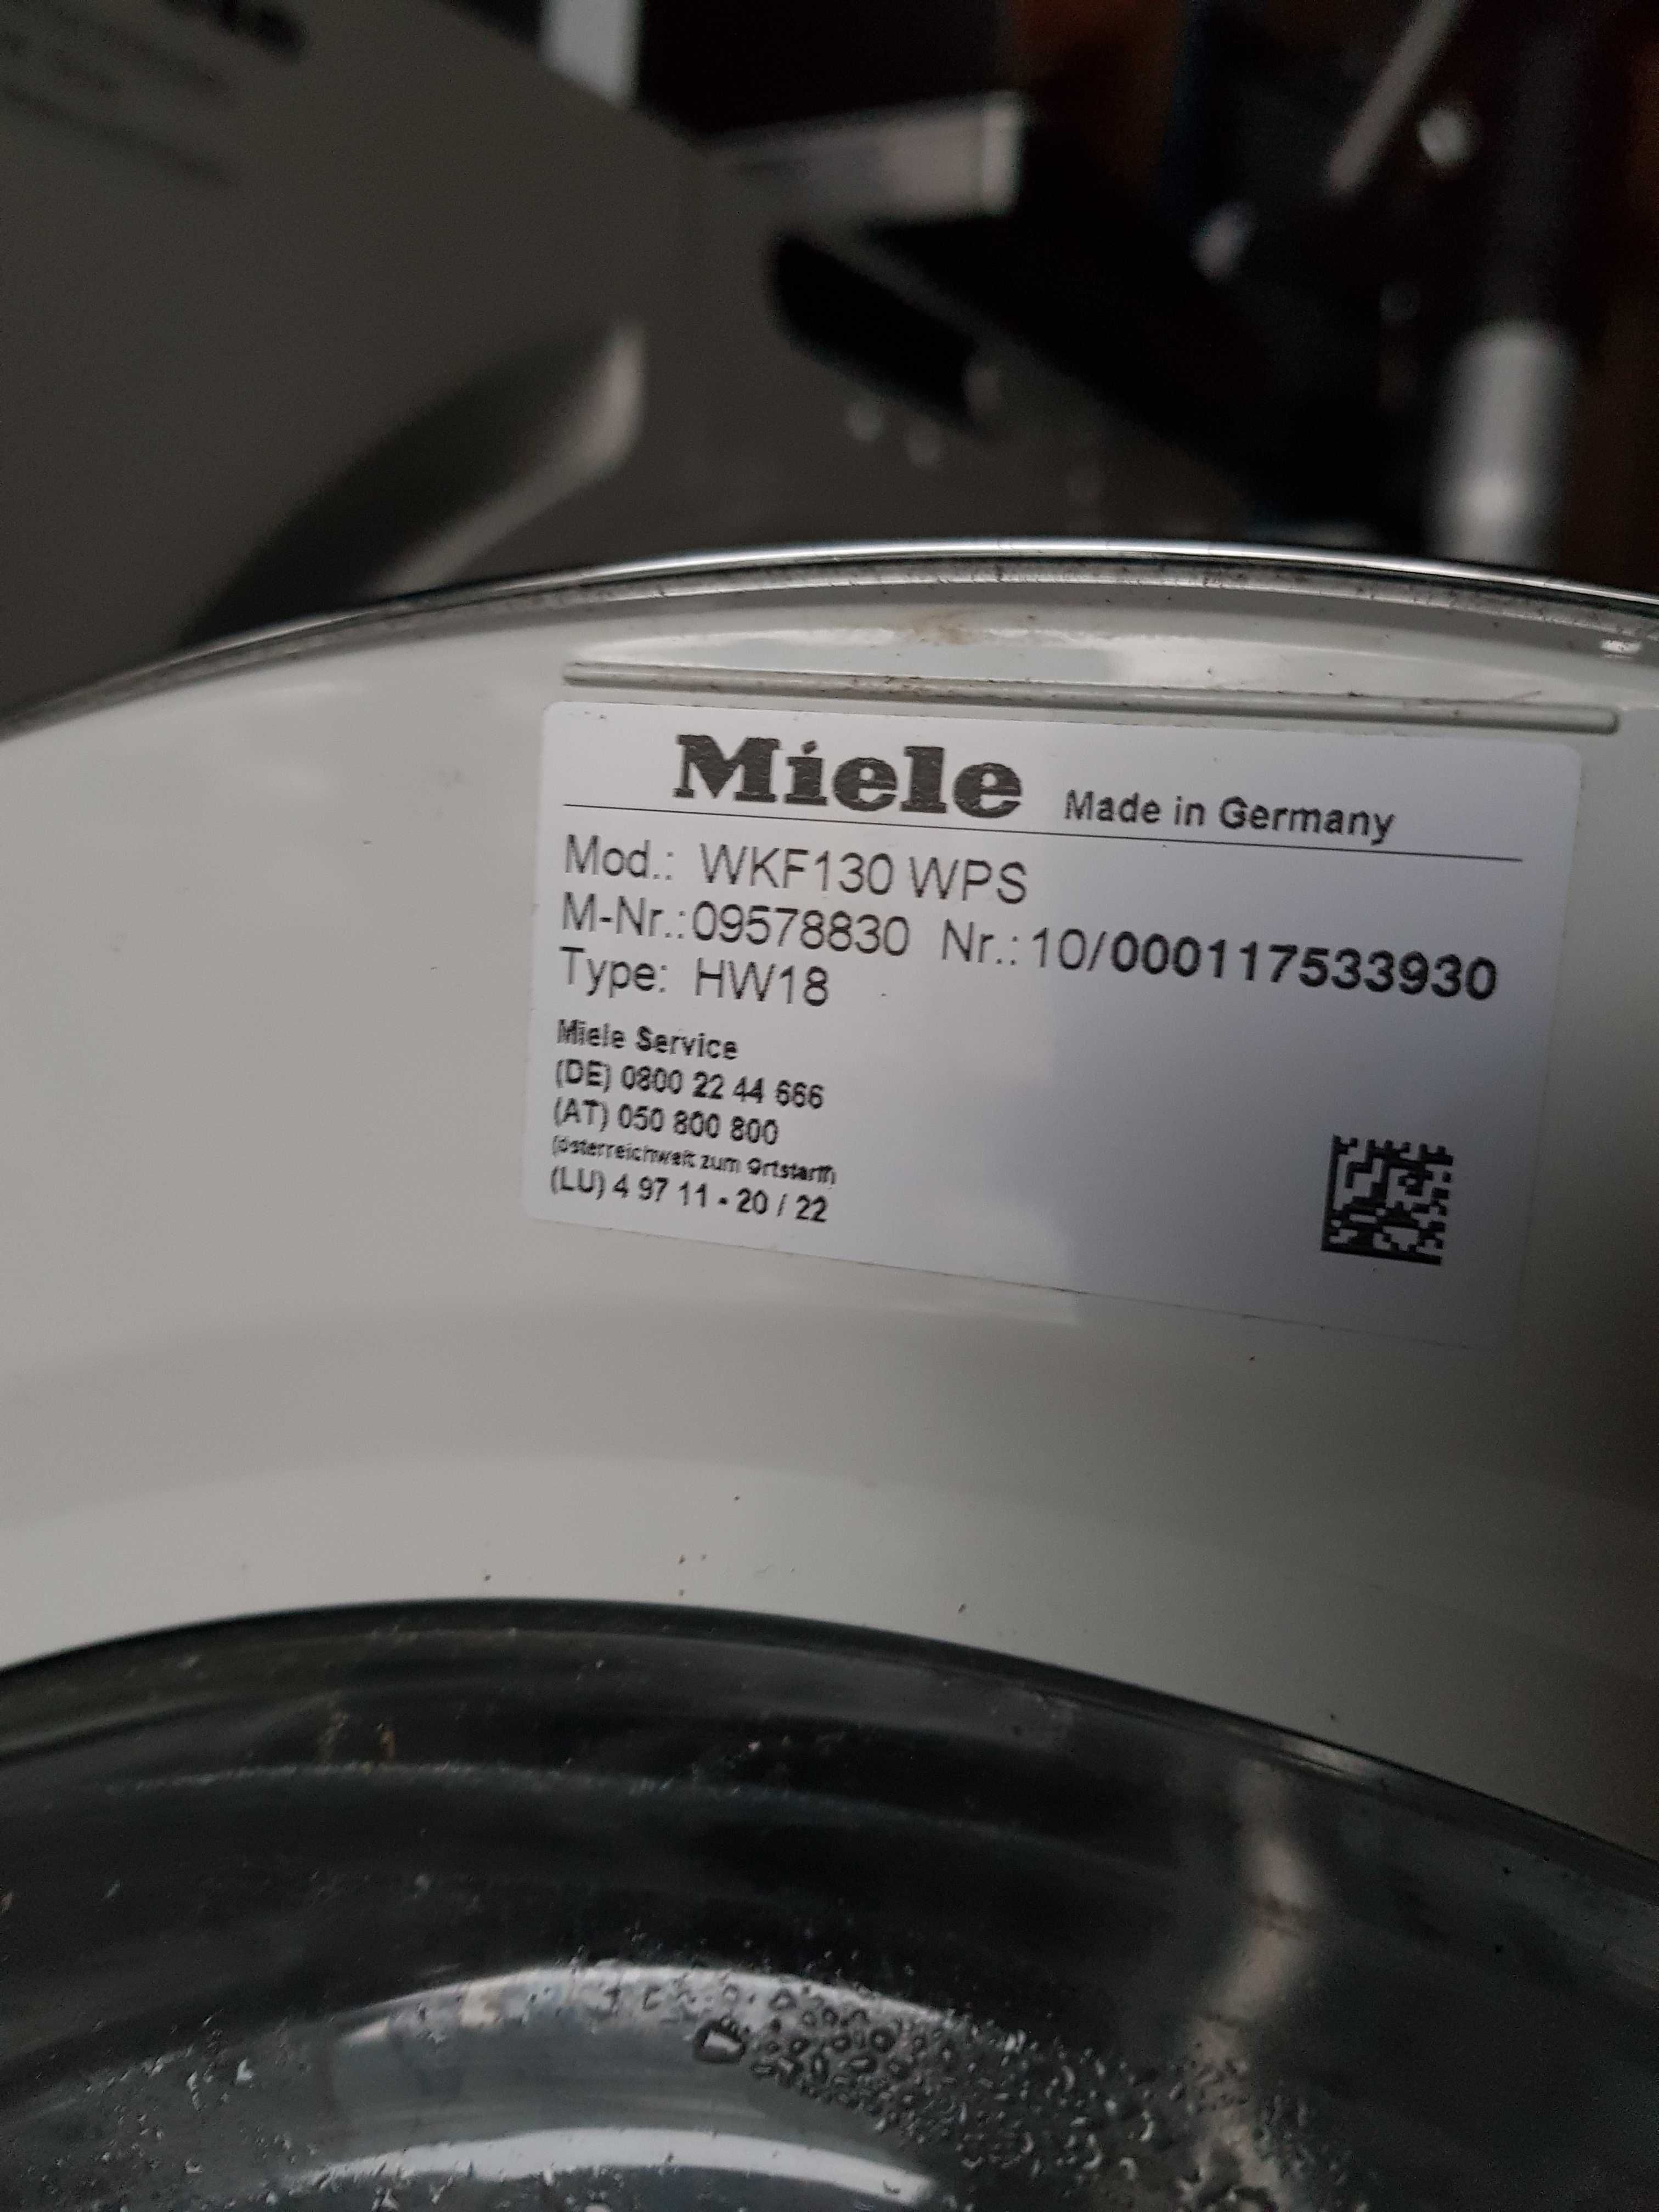 Miele Made in Germany
Mod.: WKF130 WPS
M-Nr.:09578830 Nr.:10/000117533930
Type: HW18
Miele Service
(DE) 0800 22 44 666
(AT) 050 800 800
(österreichweit zum Ortstarif)
(LU) 4 97 11 - 20 / 22